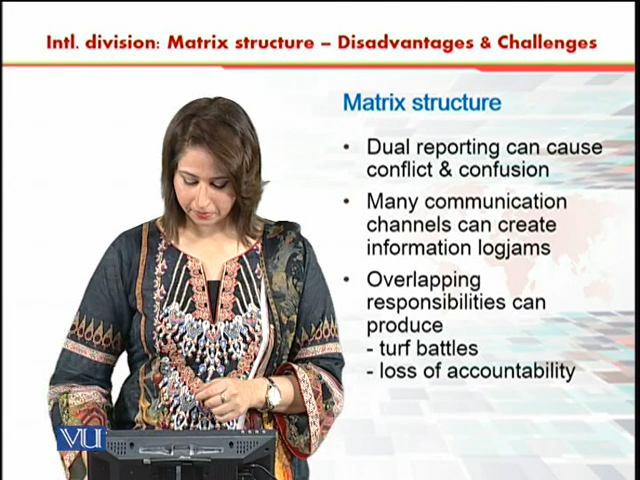 Intl. division: Matrix structure – Disadvantages & Challenges
Matrix structure
• Dual reporting can cause
conflict & confusion
• Many communication
channels can create
information logjams
• Overlapping
responsibilities can
produce
- turf battles
- loss of accountability
VU